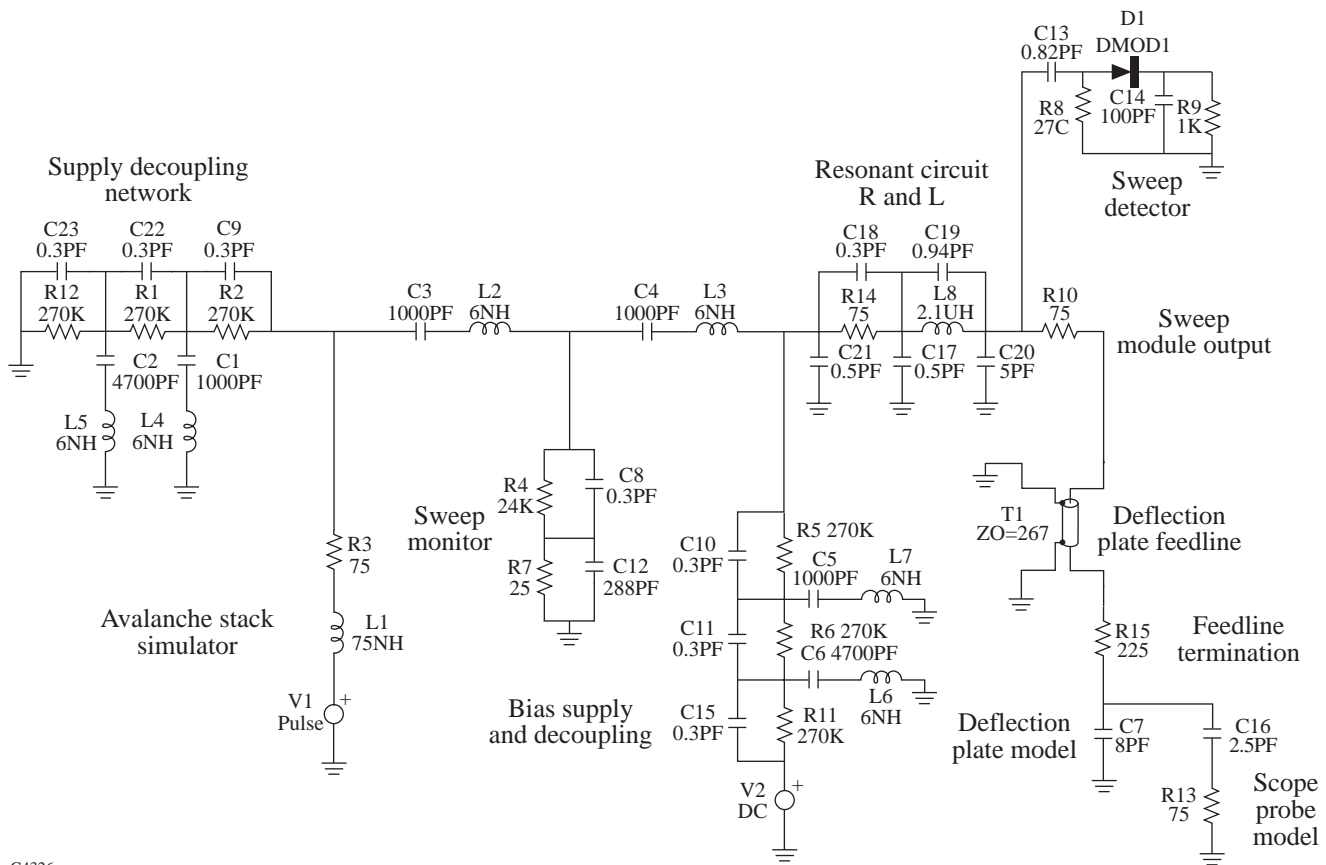 D1
DMOD1
C13
0.82PF
R8
27C
C14
100PF
R9
1K
Sweep
detector
Supply decoupling
network
C23
0.3PF
C22
0.3PF
C9
0.3PF
R12
270K
R1
270K
R2
270K
C2
4700PF
C1
1000PF
L5
6NH
L4
6NH
C3
1000PF
L2
6NH
C4
1000PF
L3
6NH
Resonant circuit
R and L
C18
0.3PF
C19
0.94PF
R14
75
L8
2.1UH
C21
0.5PF
C17
0.5PF
C20
5PF
R10
75
Sweep
module output
R3
75
L1
75NH
V1
Pulse
+
Avalanche stack
simulator
Sweep
monitor
R4
24K
C8
0.3PF
R7
25
C12
288PF
C10
0.3PF
R5 270K
C5
1000PF
L7
6NH
C11
0.3PF
R6 270K
C6 4700PF
L6
6NH
C15
0.3PF
R11
270K
Bias supply
and decoupling
V2
DC
+
T1
ZO=267
Deflection
plate feedline
R15
225
Feedline
termination
Deflection
plate model
C7
8PF
C16
2.5PF
R13
75
Scope
probe
model